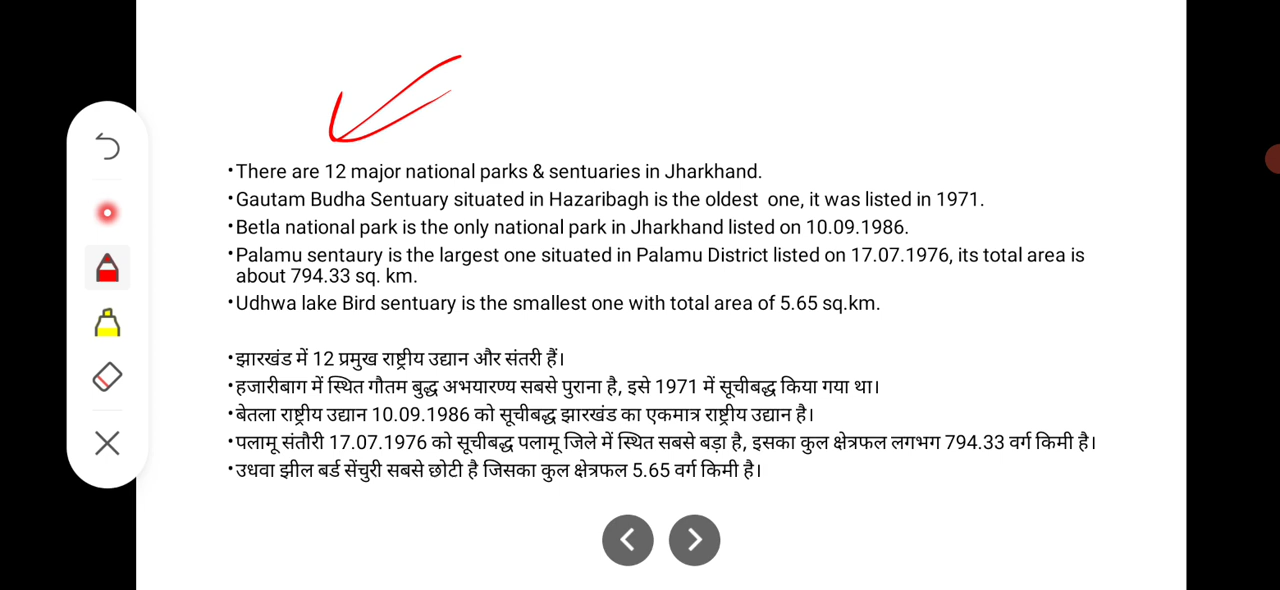 •There are 12 major national parks & sentuaries in Jharkhand.
•Gautam Budha Sentuary situated in Hazaribagh is the oldest one, it was listed in 1971.
•Betla national park is the only national park in Jharkhand listed on 10.09.1986.
•Palamu sentaury is the largest one situated in Palamu District listed on 17.07.1976, its total area is
about 794.33 sq. km.
•Udhwa lake Bird sentuary is the smallest one with total area of 5.65 sq.km.
•झारखंड में 12 प्रमुख राष्ट्रीय उद्यान और संतरी हैं।
•हजारीबाग में स्थित गौतम बुद्ध अभयारण्य सबसे पुराना है, इसे 1971 में सूचीबद्ध किया गया था।
•बेतला राष्ट्रीय उद्यान 10.09.1986 को सूचीबद्ध झारखंड का एकमात्र राष्ट्रीय उद्यान है।
•पलामू संतौरी 17.07.1976 को सूचीबद्ध पलामू जिले में स्थित सबसे बड़ा है, इसका कुल क्षेत्रफल लगभग 794.33 वर्ग किमी है।
•उधवा झील बर्ड सेंचुरी सबसे छोटी है जिसका कुल क्षेत्रफल 5.65 वर्ग किमी है।